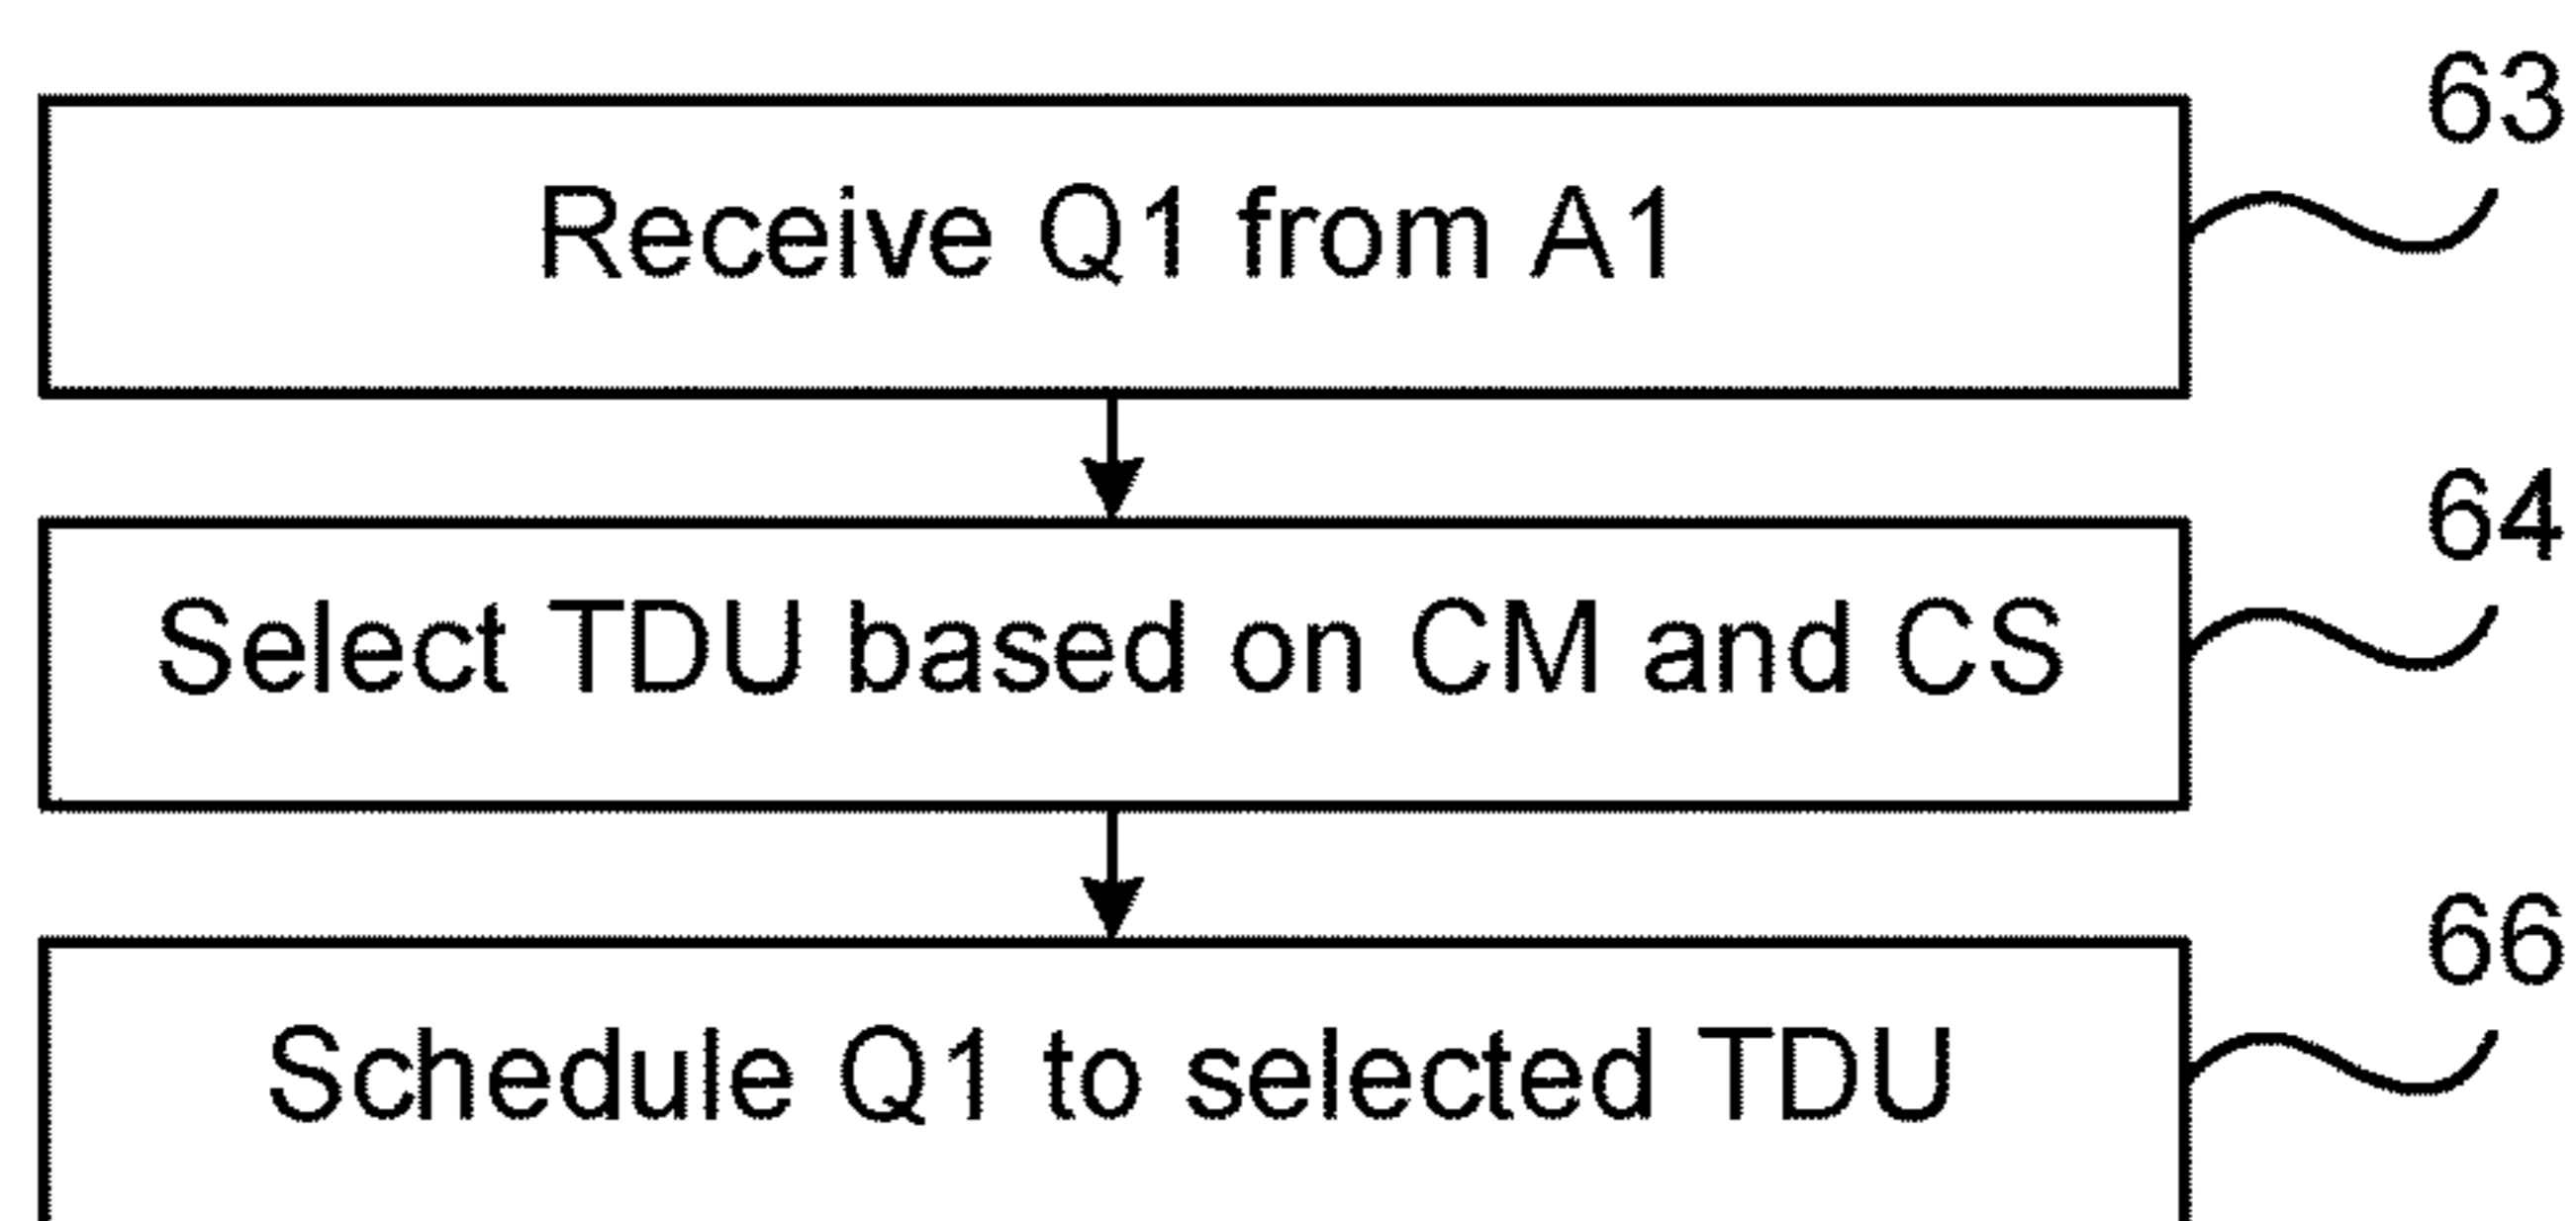 63
Receive Q1 from A1
64
Select TDU based on CM and CS
66
Schedule Q1 to selected TDU